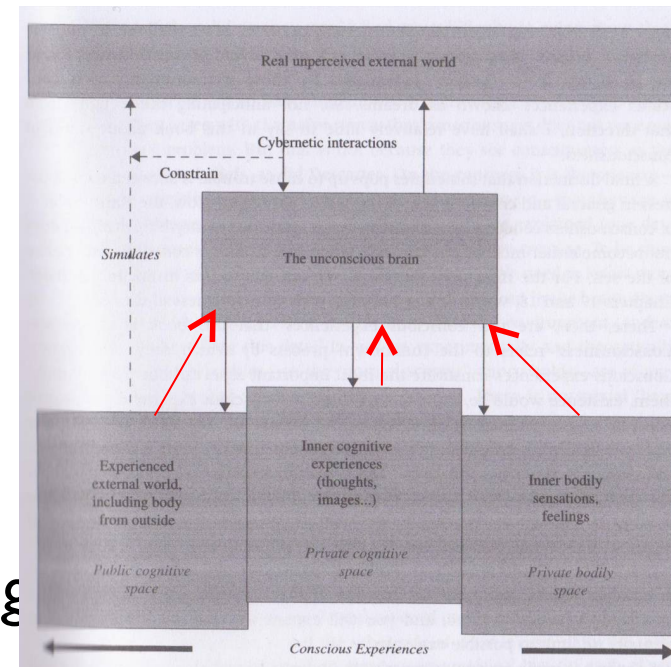 Real unperceived external world
Cybernetic interactions
Constrain
Simulates
The unconscious brain
Experienced
external world,
including body
from outside
Public cognitive
space
Inner cognitive
experiences
(thoughts,
images...)
Private cognitive
space
Inner bodily
sensations,
feelings
Private bodily
space
g
Conscious Experiences